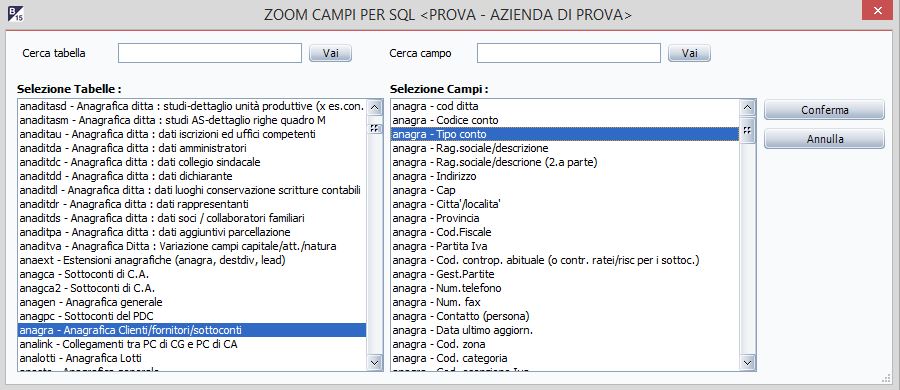 B 15
ZOOM CAMPI PER SQL <PROVA - AZIENDA DI PROVA>
Cerca tabella
Vai
Cerca campo
Vai
Selezione Tabelle :
anaditasd - Anagrafica ditta : studi-dettaglio unità produttive (x es.con.
anaditasm - Anagrafica ditta : studi AS-dettaglio righe quadro M
anaditau - Anagrafica ditta : dati iscrizioni ed uffici competenti
anaditda - Anagrafica ditta : dati amministratori
anaditdc - Anagrafica ditta : dati collegio sindacale
anaditdd - Anagrafica ditta : dati dichiarante
anaditdl - Anagrafica ditta : dati luoghi conservazione scritture contabili
anaditdr - Anagrafica ditta : dati rappresentanti
anaditds - Anagrafica ditta : dati soci / collaboratori familiari
anaditpa - Anagrafica ditta : dati aggiuntivi parcellazione
anaditva - Anagrafica Ditta : Variazione campi capitale/att./natura
anaext - Estensioni anagrafiche (anagra, destdiv, lead)
anagca - Sottoconti di C.A.
anagca2 - Sottoconti di C.A.
anagen - Anagrafica generale
anagpc - Sottoconti del PDC
anagra - Anagrafica Clienti/fornitori/sottoconti
analink - Collegamenti tra PC di CG e PC di CA
analotti - Anagrafica Lotti
Selezione Campi :
anagra - cod ditta
anagra - Codice conto
anagra - Tipo conto
anagra - Rag.sociale/descrizione
anagra - Rag.sociale/descrione (2.a parte)
anagra - Indirizzo
anagra - Cap
anagra - Citta'/localita'
anagra - Provincia
anagra - Cod.Fiscale
anagra - Partita Iva
anagra - Cod. controp. abituale (o contr. ratei/risc per i sottoc.)
anagra - Gest.Partite
anagra - Num.telefono
anagra - Num. fax
anagra - Contatto (persona)
anagra - Data ultimo aggiorn.
anagra - Cod. zona
anagra - Cod. categoria
Conferma
Annulla